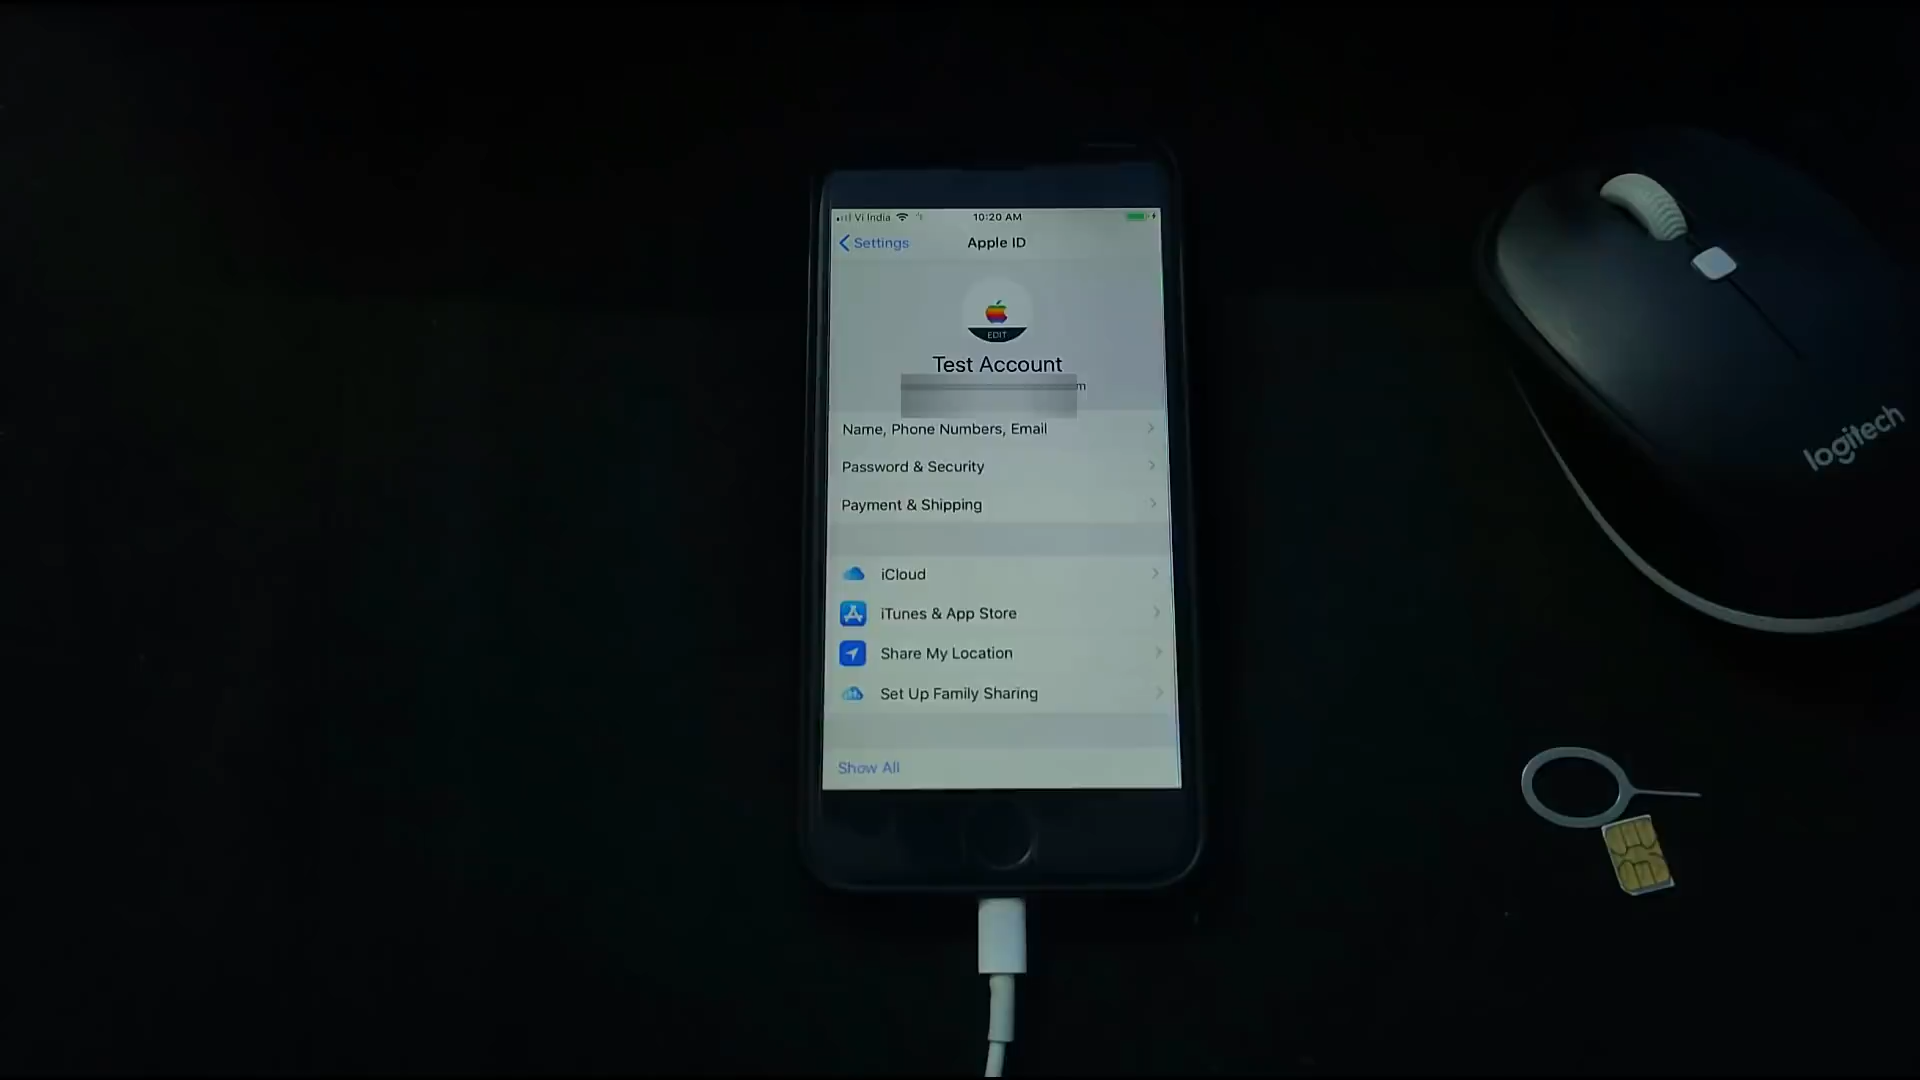 Vi India 10:20 AM
Settings Apple ID
EDIT
Test Account
m
Name, Phone Numbers, Email
Password & Security
Payment & Shipping
iCloud
iTunes & App Store
Share My Location
Set Up Family Sharing
Show All
logitech